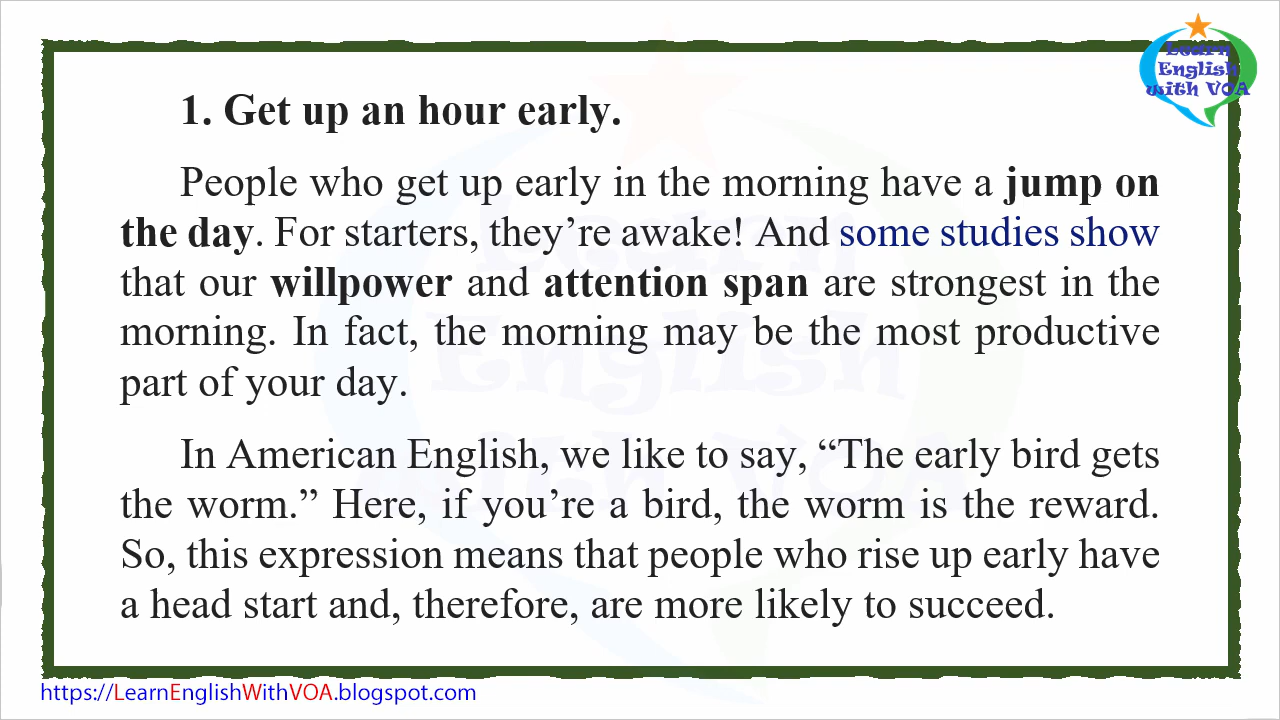 Learn
English
with VOA
1. Get up an hour early.
People who get up early in the morning have a jump on
the day. For starters, they’re awake! And some studies show
that our willpower and attention span are strongest in the
morning. In fact, the morning may be the most productive
part of your day.
In American English, we like to say, “The early bird gets
the worm.” Here, if you’re a bird, the worm is the reward.
So, this expression means that people who rise up early have
a head start and, therefore, are more likely to succeed.
Learn
English
with VOA
https://LearnEnglishWithVOA.blogspot.com